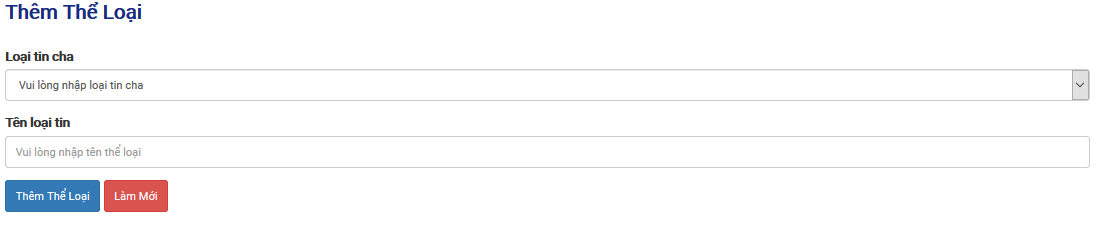 Thêm Thể Loại
Loại tin cha
Vui lòng nhập loại tin cha
Tên loại tin
Vui lòng nhập tên thể loại
Thêm Thể Loại Làm Mới